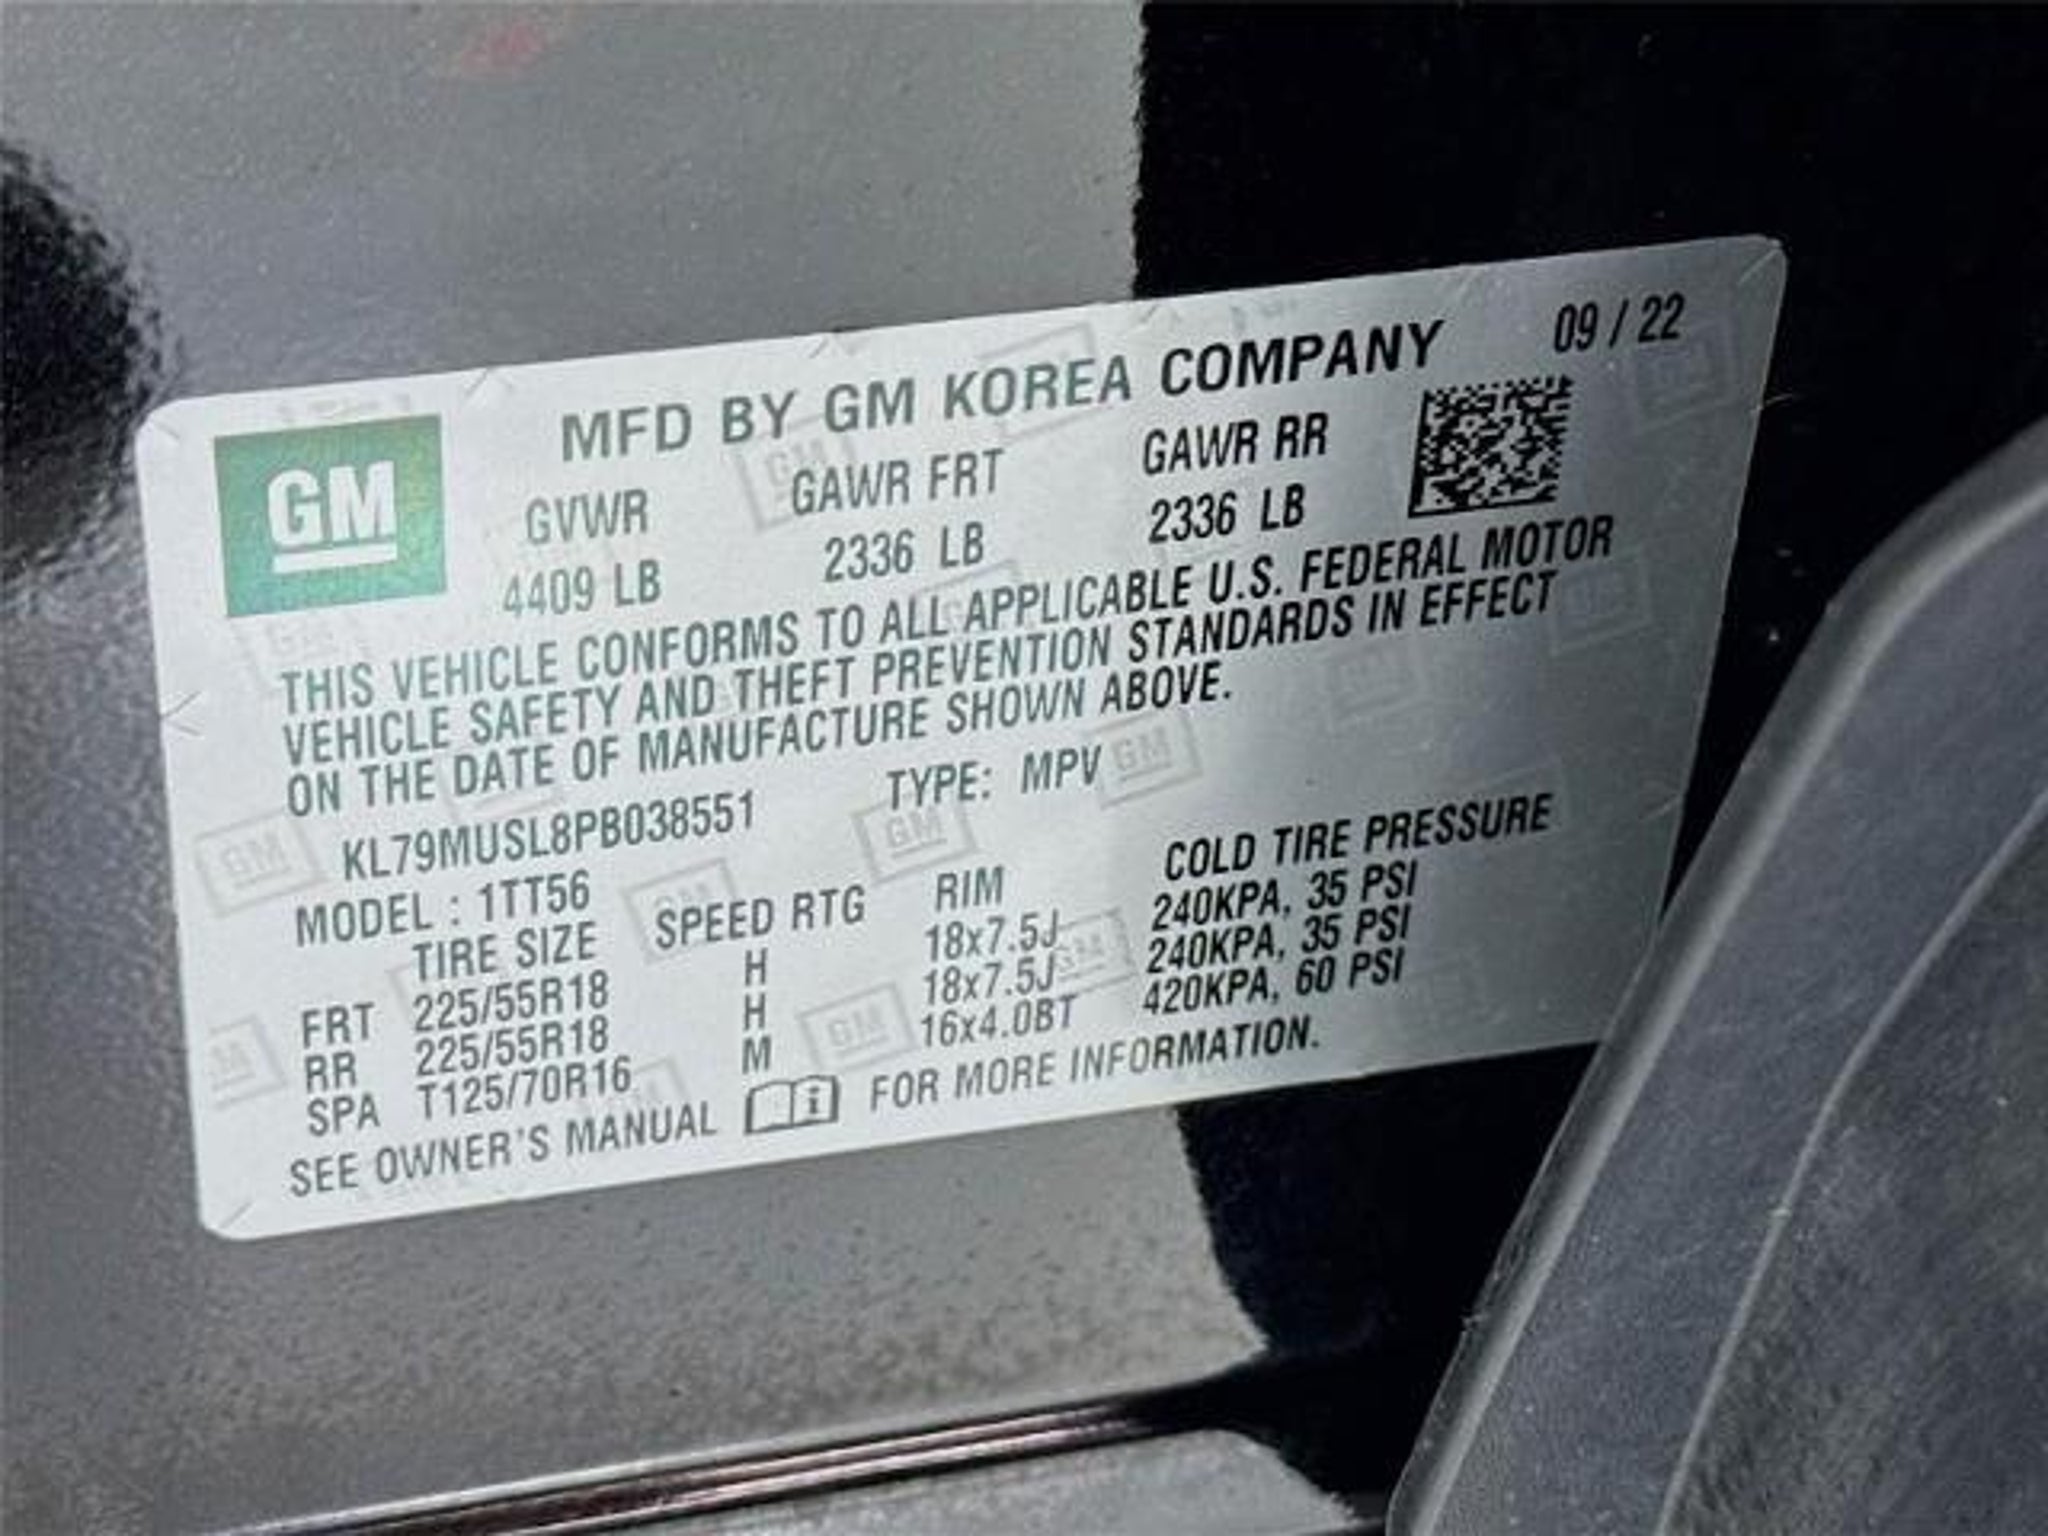 MFD BY GM KOREA COMPANY 09 / 22
GM
GVWR GAWR FRT GAWR RR
4409 LB 2336 LB 2336 LB
THIS VEHICLE CONFORMS TO ALL APPLICABLE U.S. FEDERAL MOTOR
VEHICLE SAFETY AND THEFT PREVENTION STANDARDS IN EFFECT
ON THE DATE OF MANUFACTURE SHOWN ABOVE.
KL79MUSL8PB038551 TYPE: MPV
MODEL : 1TT56
TIRE SIZE SPEED RTG RIM COLD TIRE PRESSURE
FRT 225/55R18 H 18x7.5J 240KPA, 35 PSI
RR 225/55R18 H 18x7.5J 240KPA, 35 PSI
SPA T125/70R16 M 16x4.0BT 420KPA, 60 PSI
SEE OWNER'S MANUAL i FOR MORE INFORMATION.